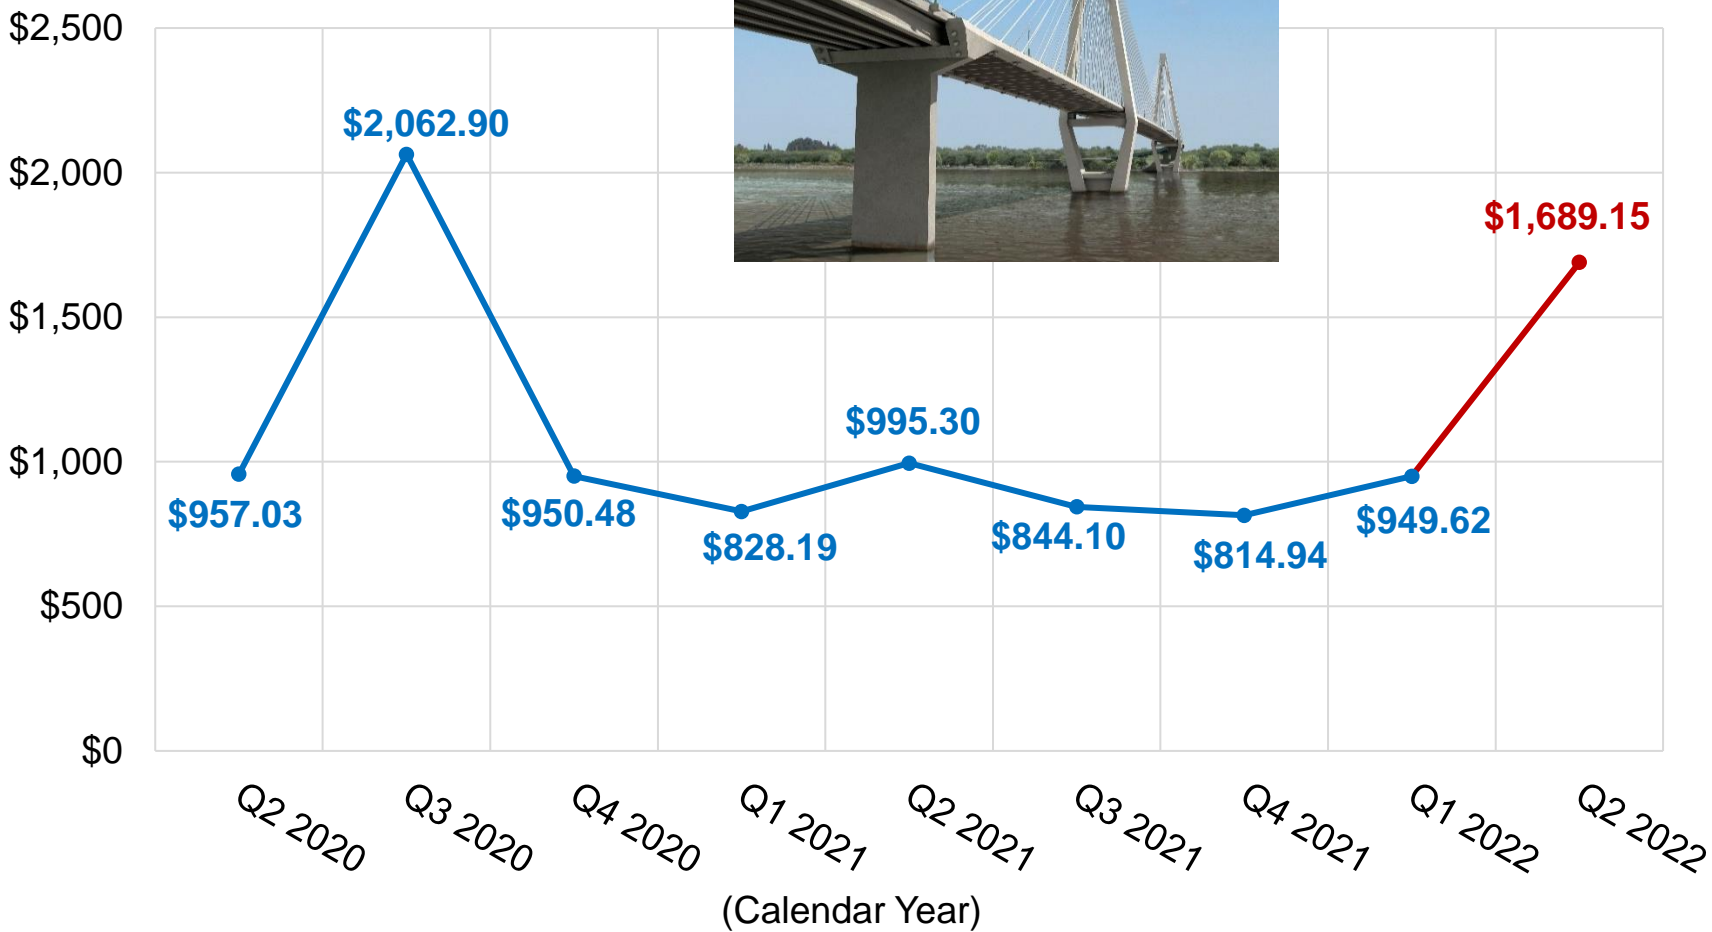 $2,500
$2,000
$1,500
$1,000
$500
$0
$957.03
$2,062.90
$950.48
$828.19
$995.30
$844.10
$814.94
$949.62
$1,689.15
Q2 2020
Q3 2020
Q4 2020
Q1 2021
Q2 2021
Q3 2021
Q4 2021
Q1 2022
Q2 2022
(Calendar Year)